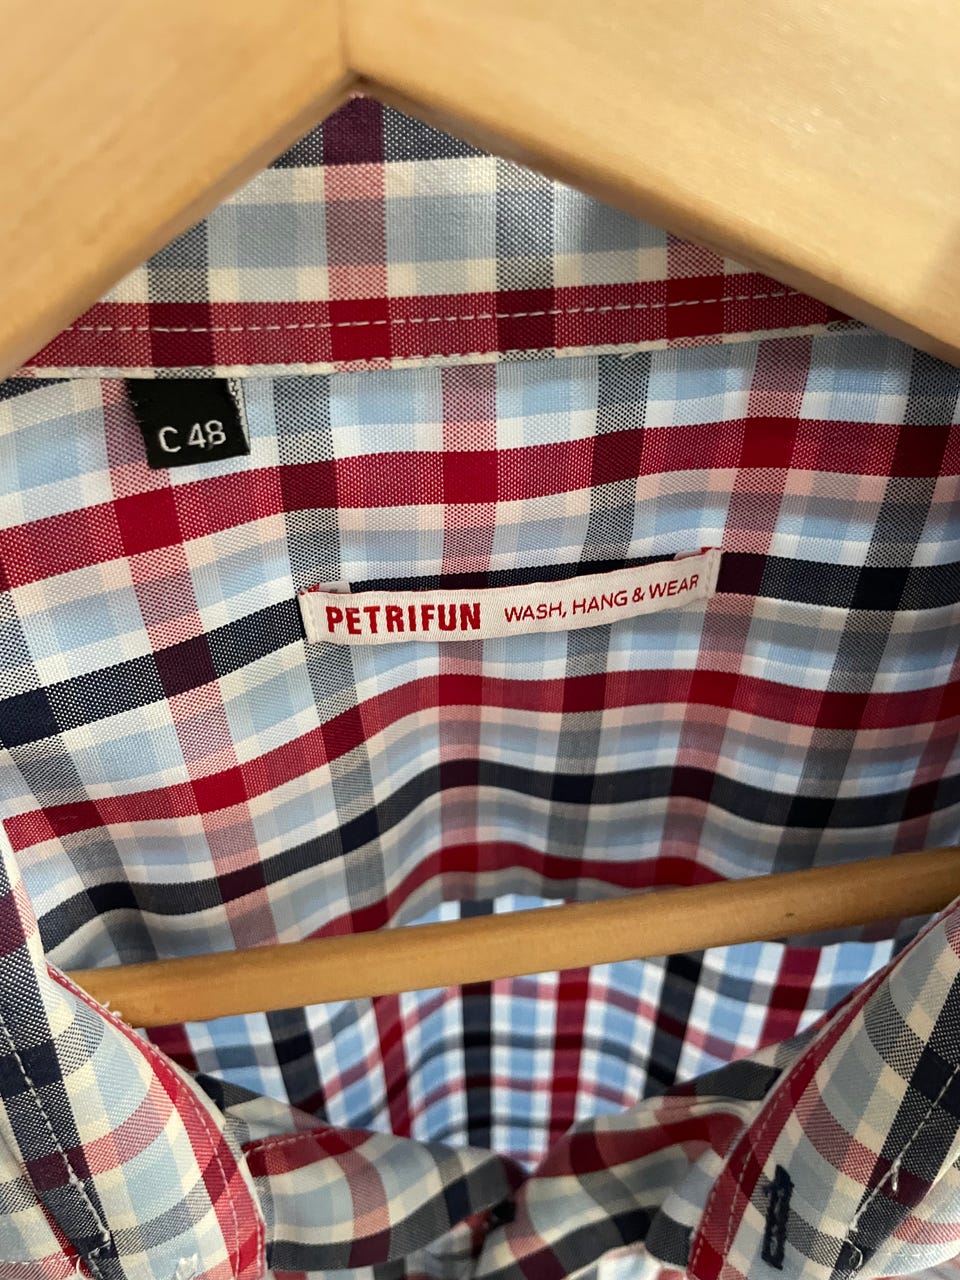 C 48
PETRIFUN WASH, HANG & WEAR